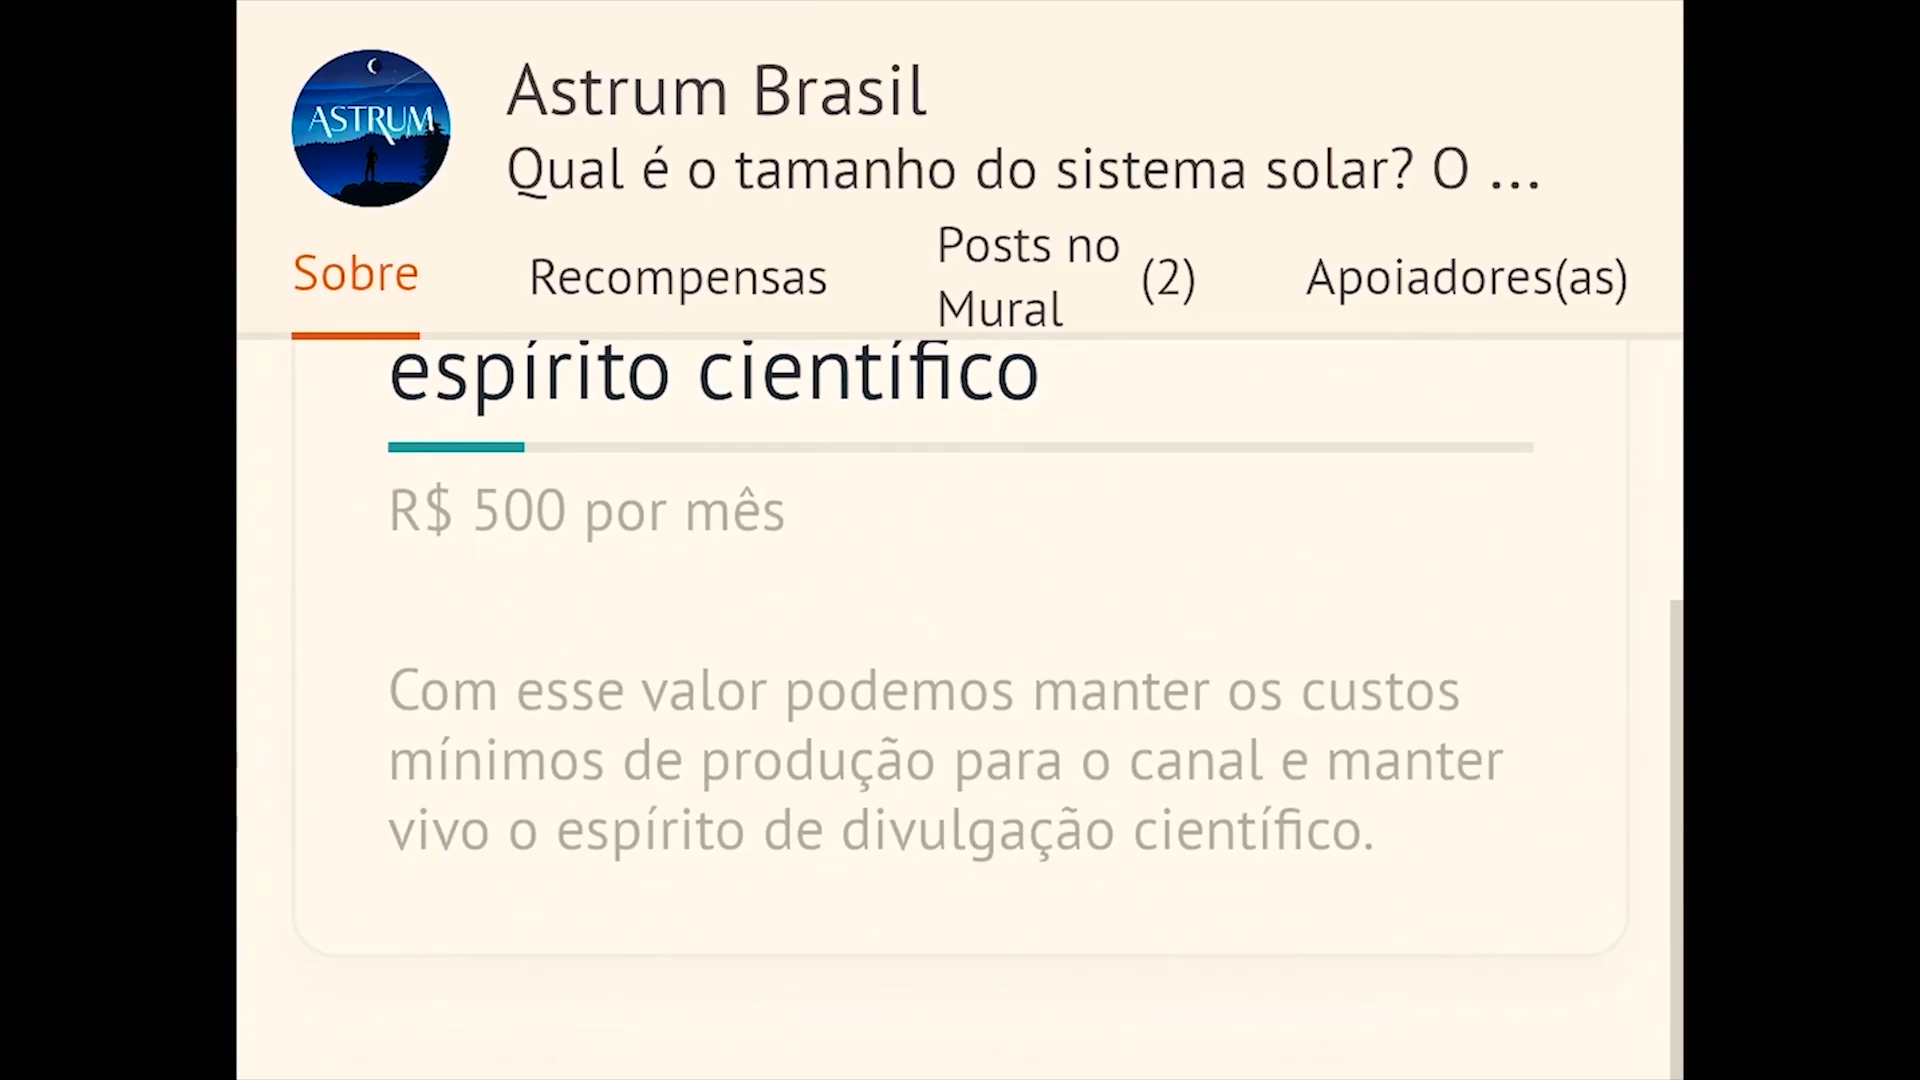 ASTRUM
Astrum Brasil
Qual é o tamanho do sistema solar? O ...
Sobre
Recompensas
Posts no
Mural
(2)
Apoiadores(as)
espírito científico
R$ 500 por mês
Com esse valor podemos manter os custos
mínimos de produção para o canal e manter
vivo o espírito de divulgação científico.